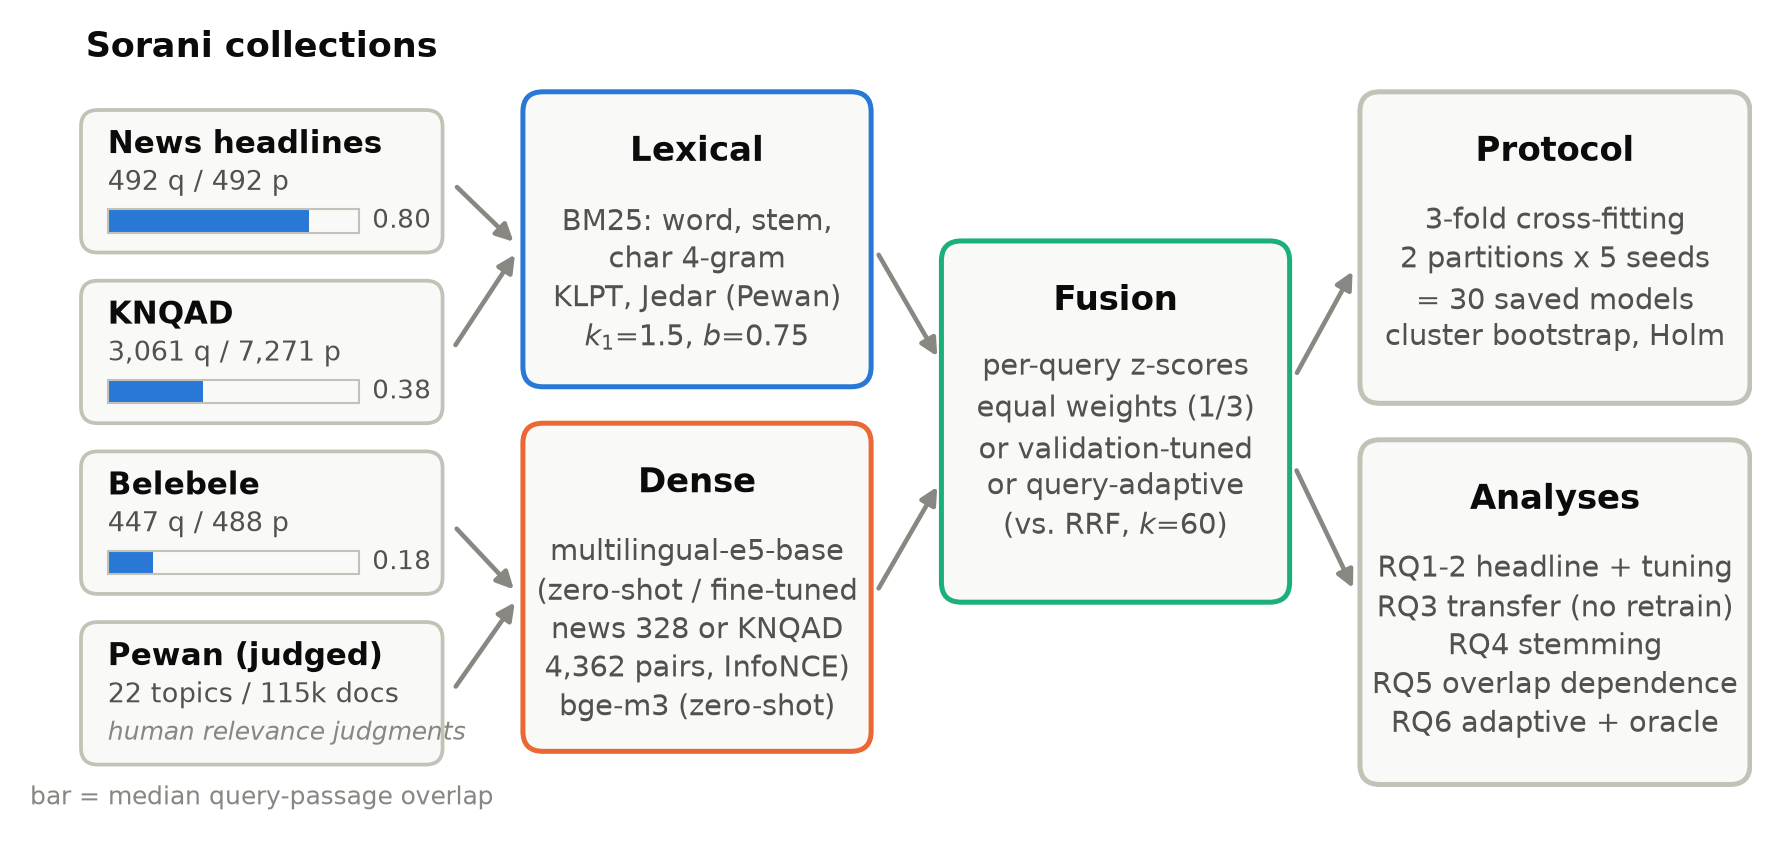 Sorani collections
News headlines
492 q / 492 p
0.80
KNQAD
3,061 q / 7,271 p
0.38
Belebele
447 q / 488 p
0.18
Pewan (judged)
22 topics / 115k docs
human relevance judgments
bar = median query-passage overlap
Lexical
BM25: word, stem,
char 4-gram
KLPT, Jedar (Pewan)
k₁=1.5, b=0.75
Dense
multilingual-e5-base
(zero-shot / fine-tuned
news 328 or KNQAD
4,362 pairs, InfoNCE)
bge-m3 (zero-shot)
Fusion
per-query z-scores
equal weights (1/3)
or validation-tuned
or query-adaptive
(vs. RRF, k=60)
Protocol
3-fold cross-fitting
2 partitions x 5 seeds
= 30 saved models
cluster bootstrap, Holm
Analyses
RQ1-2 headline + tuning
RQ3 transfer (no retrain)
RQ4 stemming
RQ5 overlap dependence
RQ6 adaptive + oracle